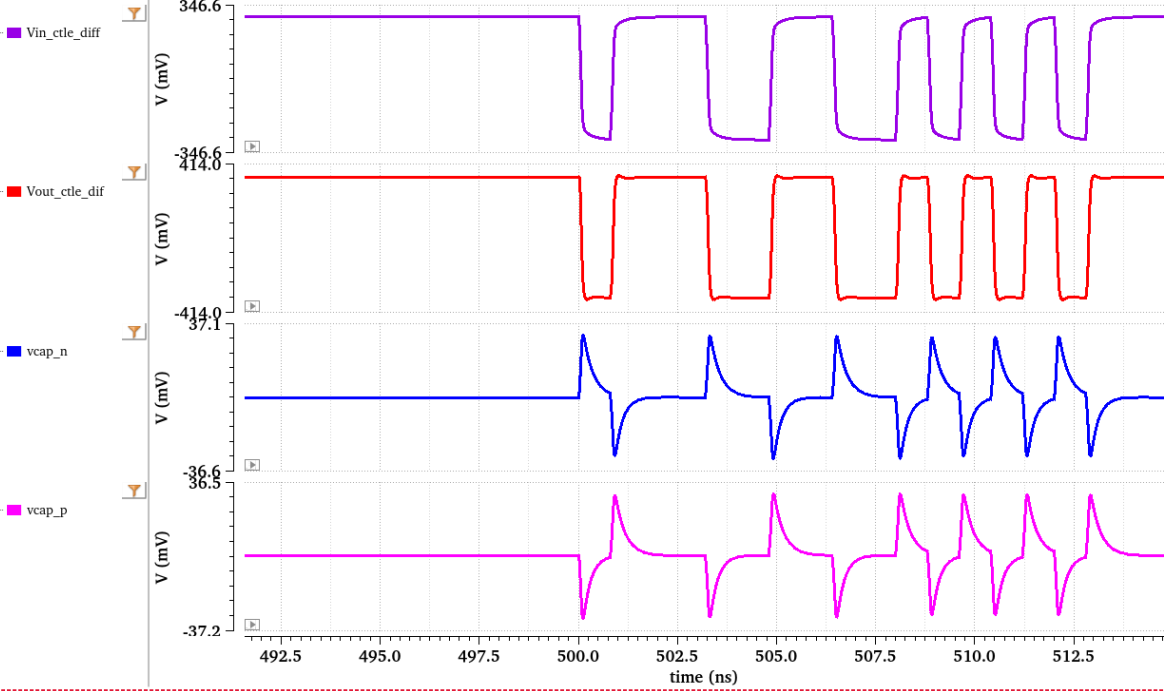 346.6
Vin_ctle_diff
V (mV)
-346.6
414.0
Vout_ctle_dif
V (mV)
-414.0
37.1
vcap_n
V (mV)
-36.6
36.5
vcap_p
V (mV)
-37.2
492.5 495.0 497.5 500.0 502.5 505.0 507.5 510.0 512.5
time (ns)